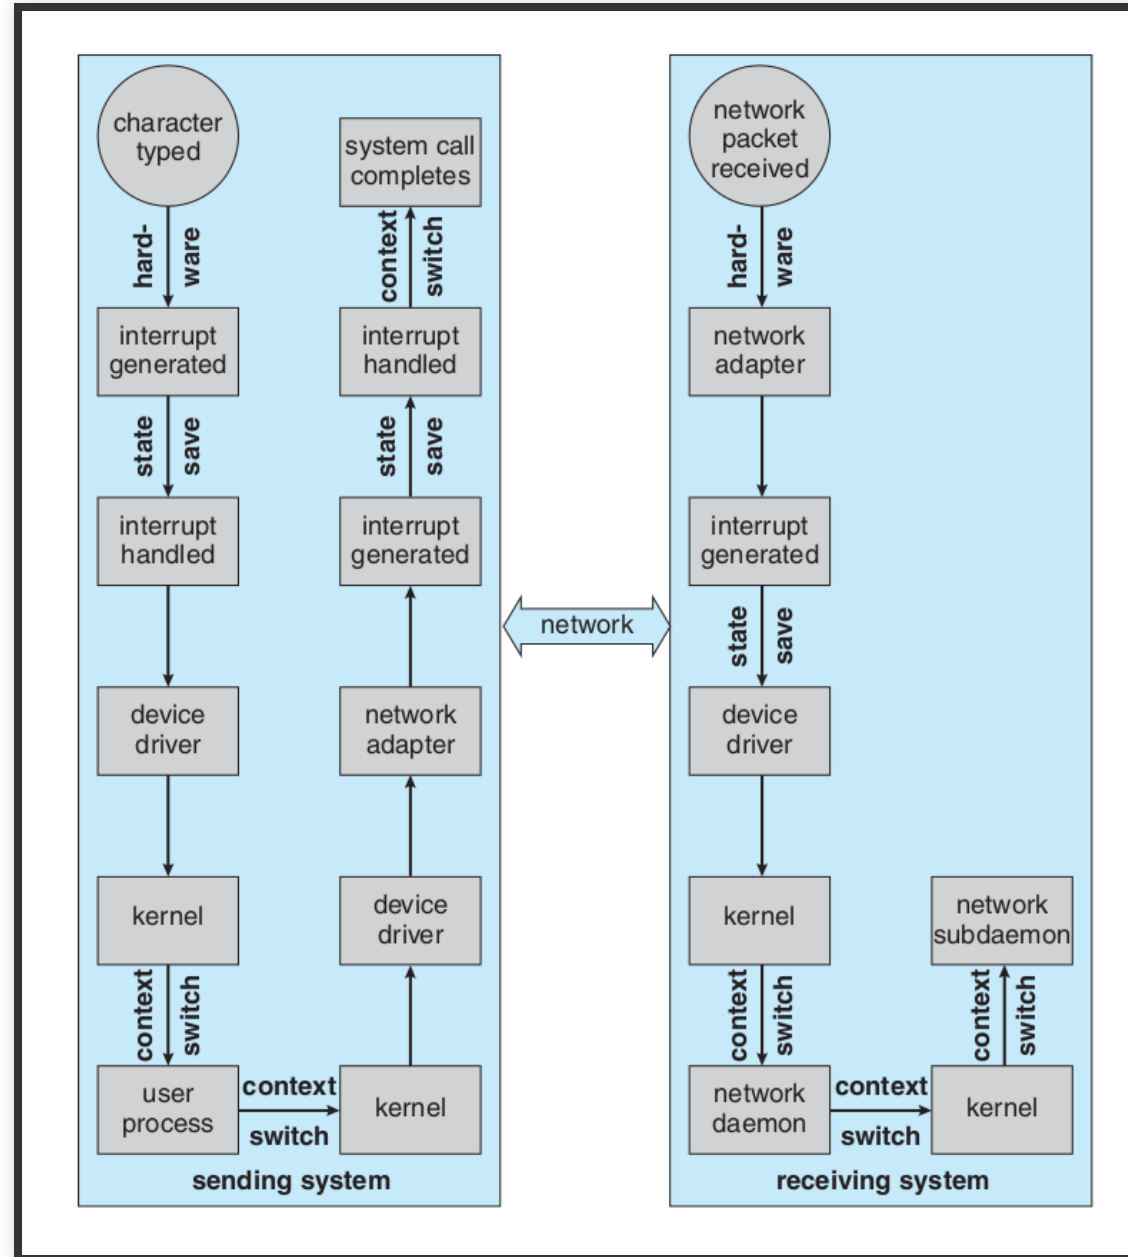 character
typed
hard-
ware
interrupt
generated
state
save
interrupt
handled
device
driver
kernel
context
switch
user
process
context
switch
kernel
device
driver
network
adapter
interrupt
generated
state
save
interrupt
handled
context
switch
system call
completes
sending system
network
network
packet
received
hard-
ware
network
adapter
interrupt
generated
state
save
device
driver
kernel
context
switch
network
daemon
context
switch
kernel
context
switch
network
subdaemon
receiving system